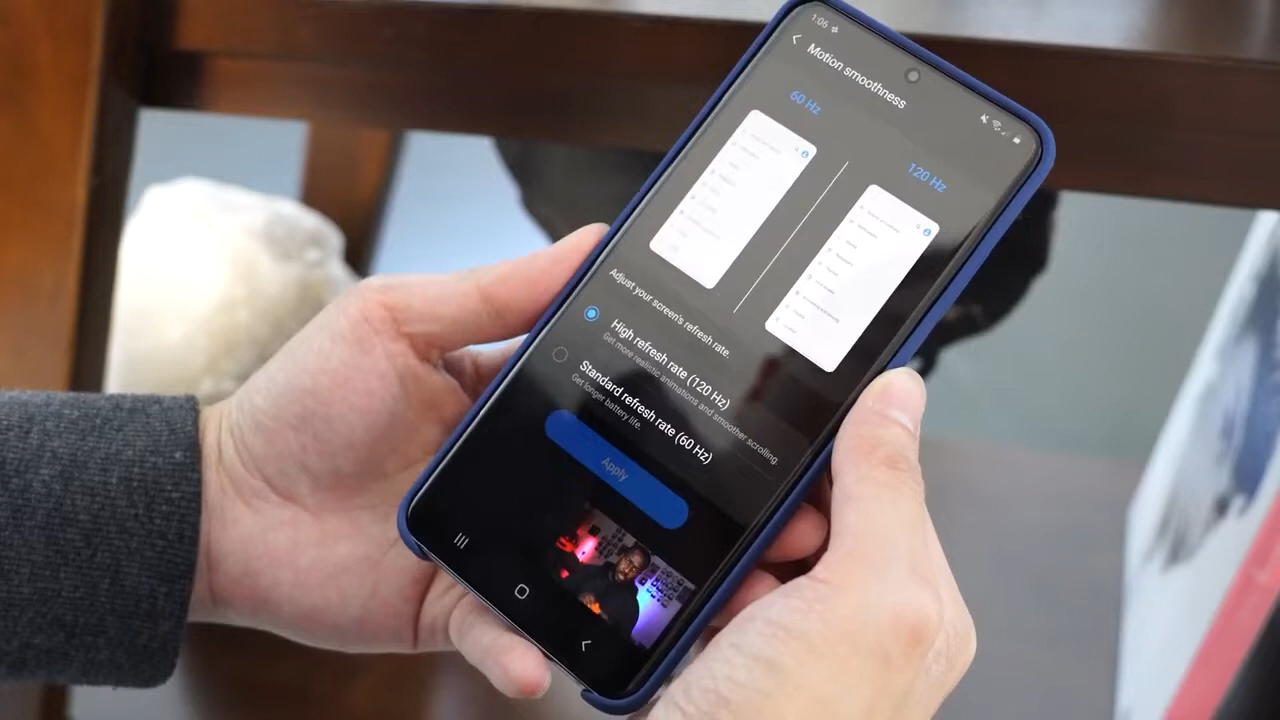 1:06
Motion smoothness
60 Hz
120 Hz
Adjust your screen's refresh rate.
High refresh rate (120 Hz)
Get more realistic animations and smoother scrolling.
Standard refresh rate (60 Hz)
Get longer battery life.
Apply